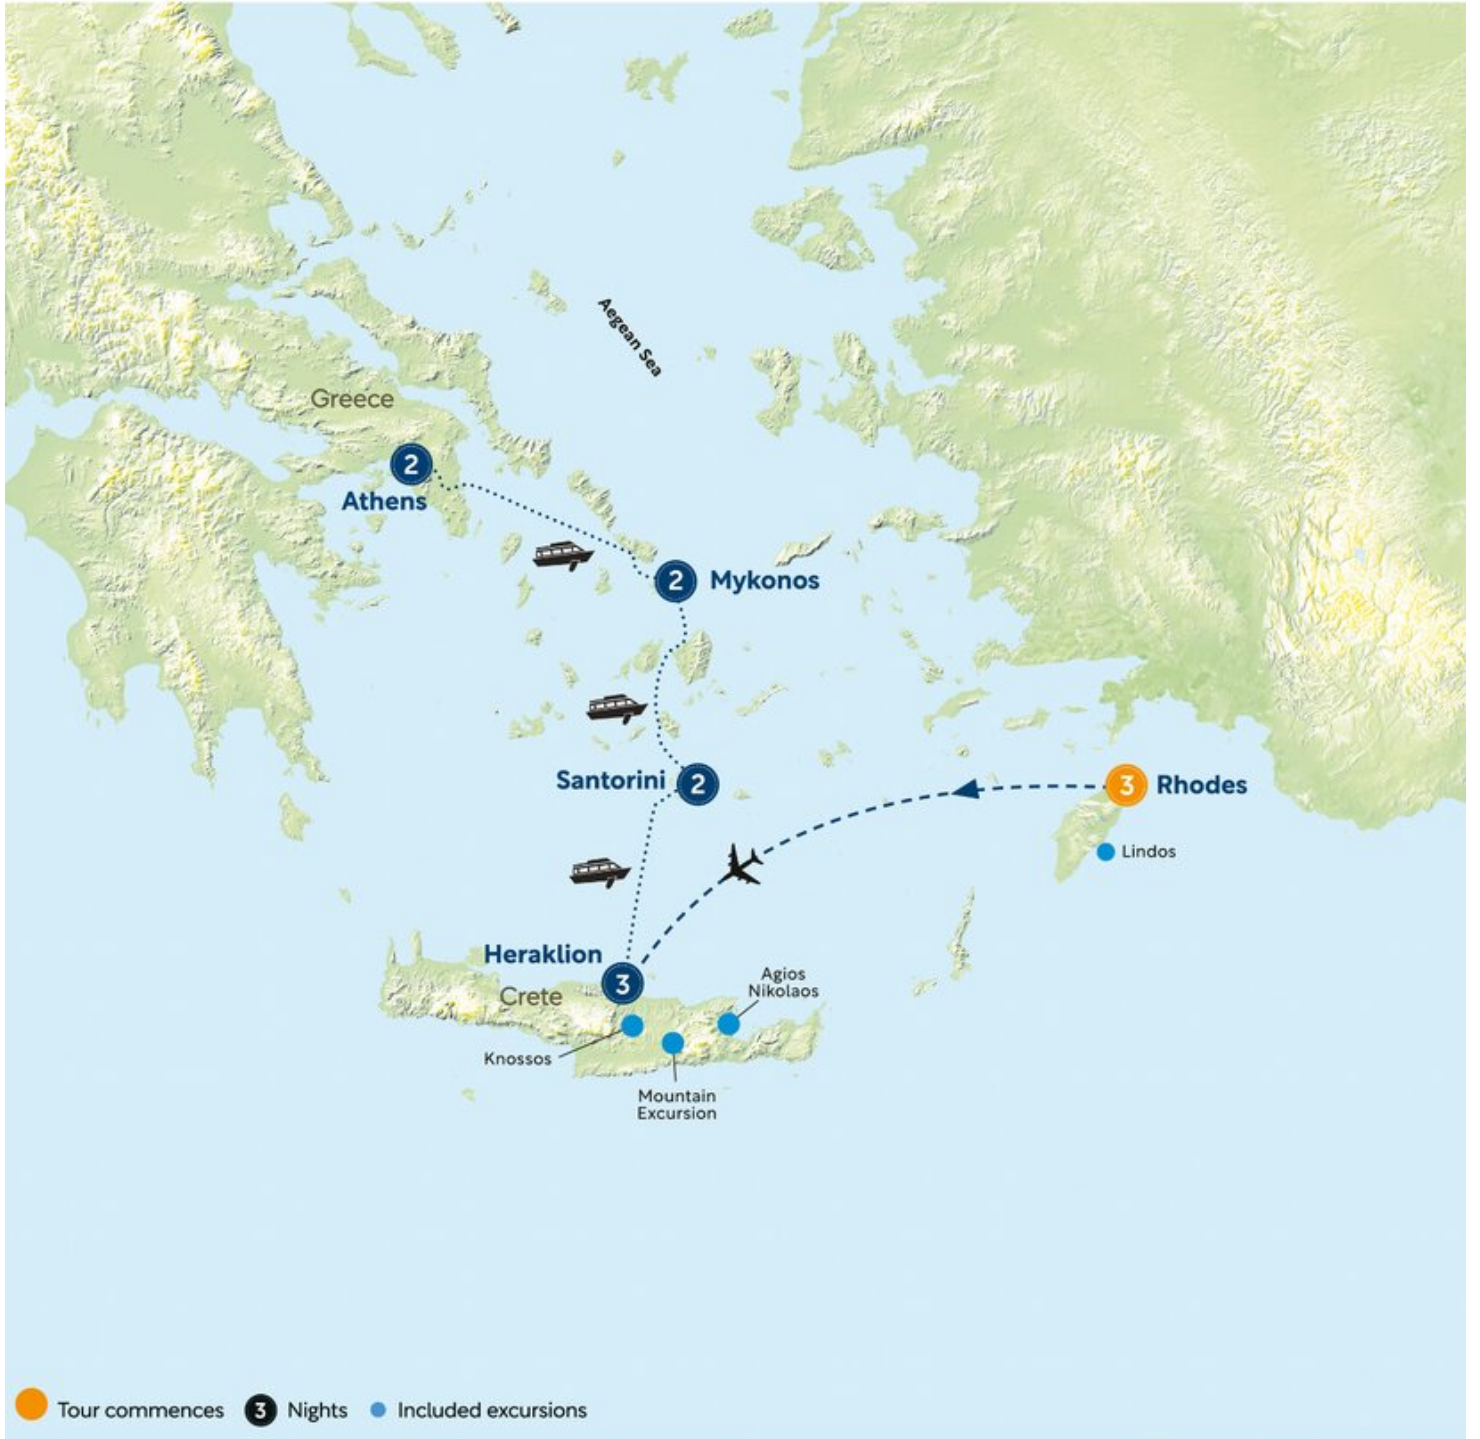 Aegean Sea
Greece
2
Athens
2 Mykonos
Santorini 2
3 Rhodes
Lindos
Heraklion
3
Crete
Agios
Nikolaos
Knossos
Mountain
Excursion
Tour commences 3 Nights Included excursions